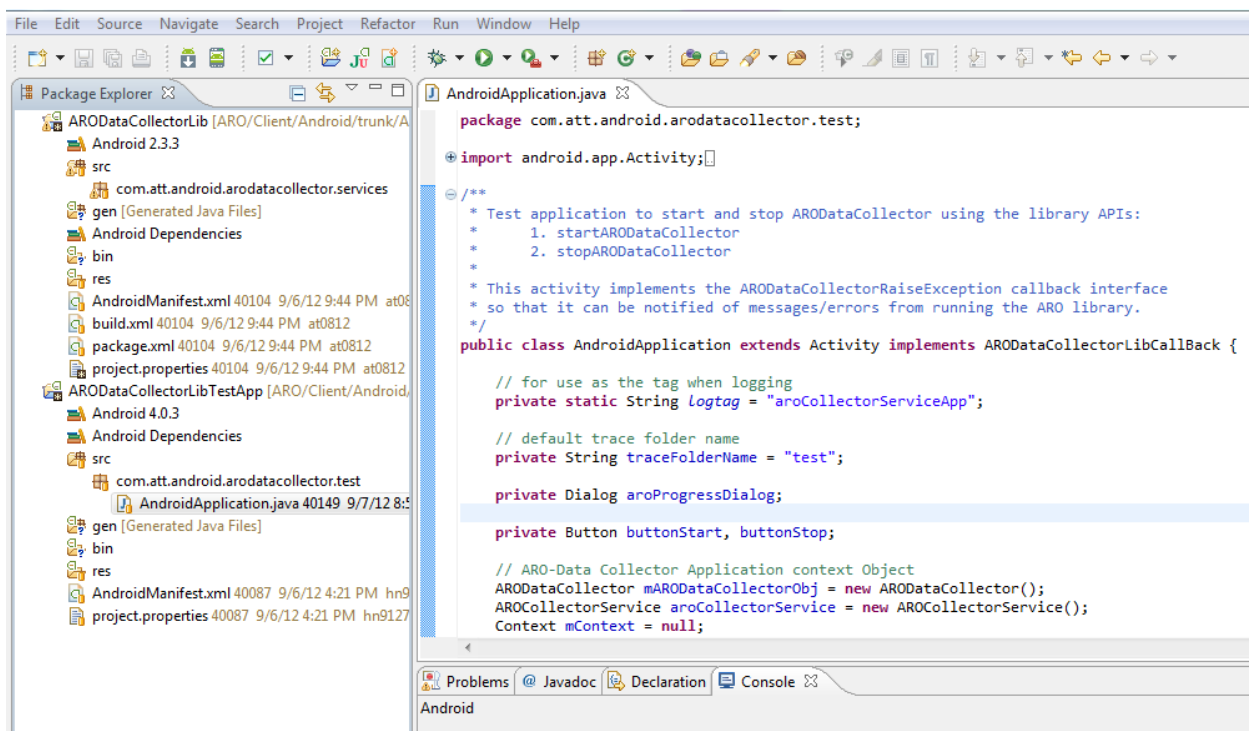 File Edit Source Navigate Search Project Refactor Run Window Help
Package Explorer
ARODataCollectorLib [ARO/Client/Android/trunk/A
Android 2.3.3
src
com.att.android.arodatacollector.services
gen [Generated Java Files]
Android Dependencies
bin
res
AndroidManifest.xml 40104 9/6/12 9:44 PM at08
build.xml 40104 9/6/12 9:44 PM at0812
package.xml 40104 9/6/12 9:44 PM at0812
project.properties 40104 9/6/12 9:44 PM at0812
ARODataCollectorLibTestApp [ARO/Client/Android/
Android 4.0.3
Android Dependencies
src
com.att.android.arodatacollector.test
AndroidApplication.java 40149 9/7/12 8:5
gen [Generated Java Files]
bin
res
AndroidManifest.xml 40087 9/6/12 4:21 PM hn9
project.properties 40087 9/6/12 4:21 PM hn9127
AndroidApplication.java
package com.att.android.arodatacollector.test;
import android.app.Activity;
/**
* Test application to start and stop ARODataCollector using the library APIs:
* 1. startARODataCollector
* 2. stopARODataCollector
*
* This activity implements the ARODataCollectorRaiseException callback interface
* so that it can be notified of messages/errors from running the ARO library.
*/
public class AndroidApplication extends Activity implements ARODataCollectorLibCallBack {
// for use as the tag when logging
private static String logtag = "aroCollectorServiceApp";
// default trace folder name
private String traceFolderName = "test";
private Dialog aroProgressDialog;
private Button buttonStart, buttonStop;
// ARO-Data Collector Application context Object
ARODataCollector mARODataCollectorObj = new ARODataCollector();
AROCollectorService aroCollectorService = new AROCollectorService();
Context mContext = null;
Problems @ Javadoc Declaration Console
Android